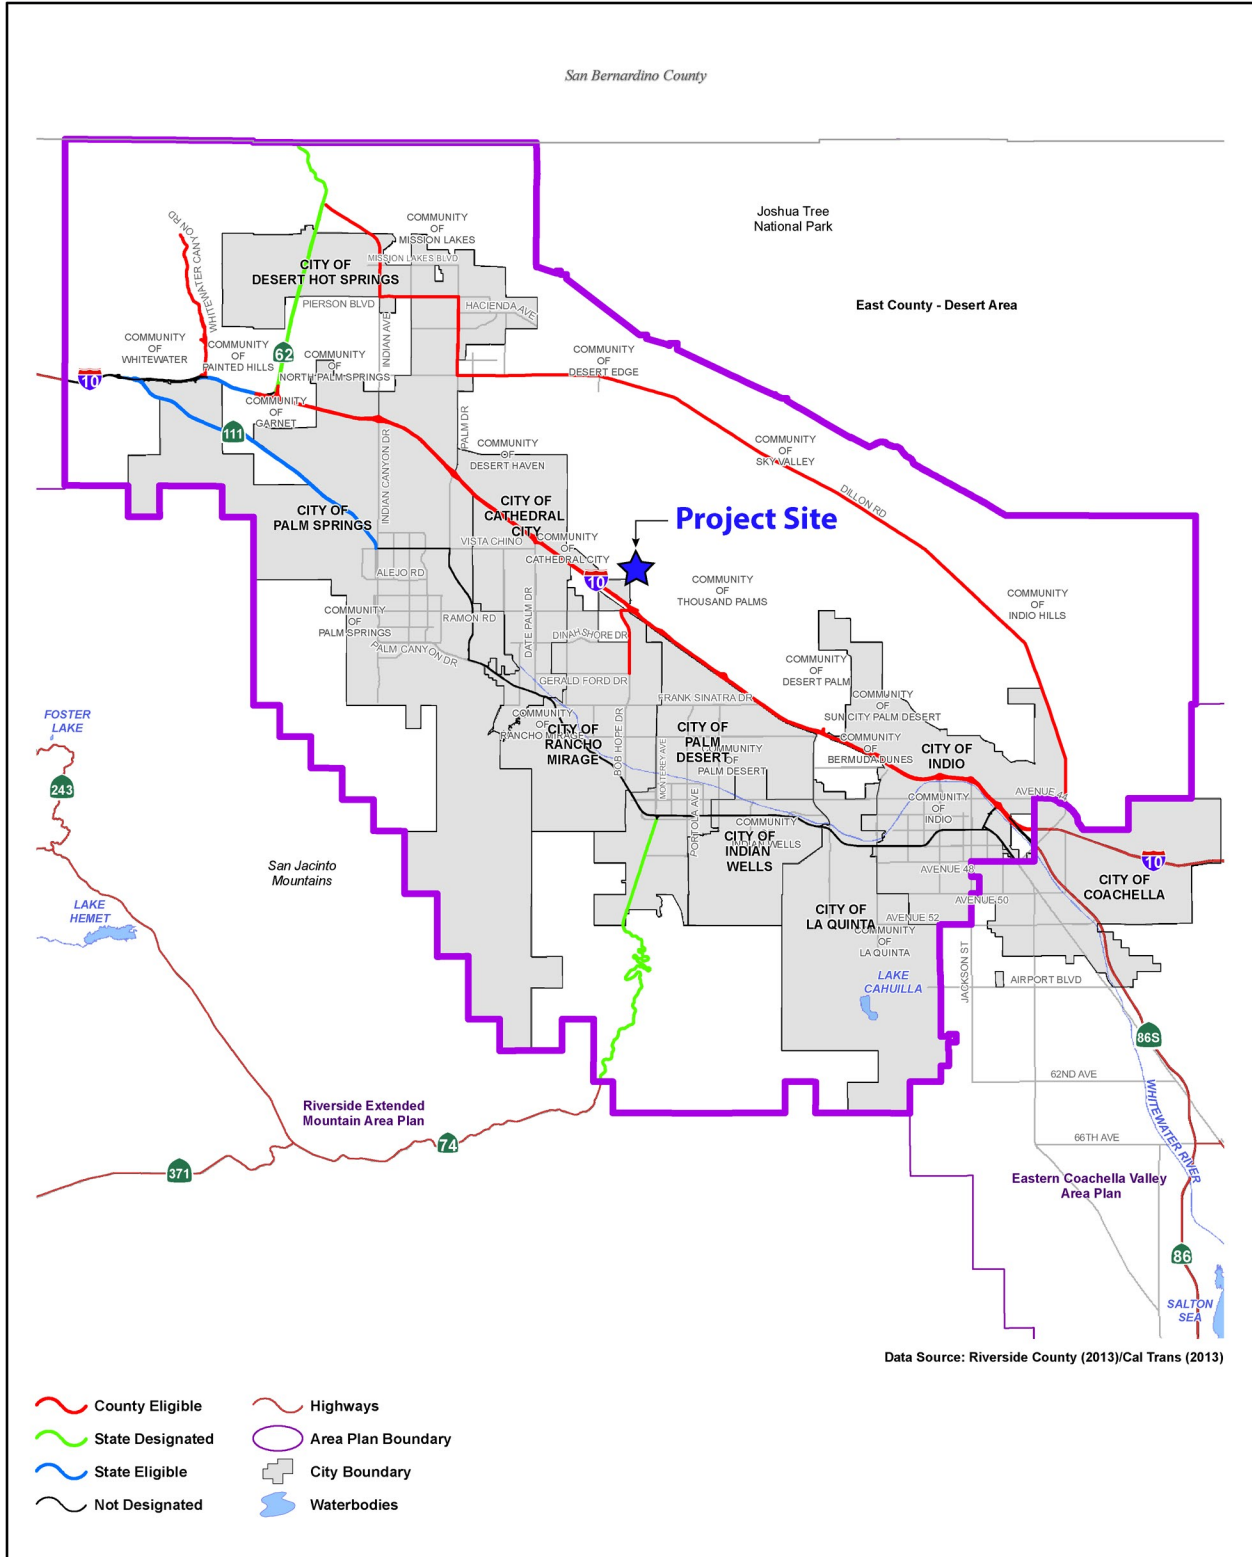 San Bernardino County
Joshua Tree
National Park
East County - Desert Area
COMMUNITY
OF
MISSION LAKES
MISSION LAKES BLVD
CITY OF
DESERT HOT SPRINGS
WHITEWATER CANYON RD
PIERSON BLVD
HACIENDA AVE
INDIAN AVE
COMMUNITY
OF
WHITEWATER
COMMUNITY
OF
PAINTED HILLS
62
COMMUNITY
OF
NORTH PALM SPRINGS
COMMUNITY
OF
DESERT EDGE
10
COMMUNITY
OF
GARNET
111
INDIAN CANYON DR
PALM DR
COMMUNITY
OF
DESERT HAVEN
COMMUNITY
OF
SKY VALLEY
DILLON RD
CITY OF
PALM SPRINGS
CITY OF
CATHEDRAL
CITY
VISTA CHINO
COMMUNITY
OF
CATHEDRAL CITY
Project Site
10
ALEJO RD
COMMUNITY
OF
THOUSAND PALMS
COMMUNITY
OF
INDIO HILLS
COMMUNITY
OF
PALM SPRINGS
RAMON RD
DATE PALM DR
DINAH SHORE DR
PALM CANYON DR
GERALD FORD DR
COMMUNITY
OF
DESERT PALM
FRANK SINATRA DR
COMMUNITY
OF
SUN CITY PALM DESERT
COMMUNITY
OF
RANCHO MIRAGE
CITY OF
RANCHO
MIRAGE
BOB HOPE DR
MONTEREY AVE
CITY OF
PALM
DESERT
COMMUNITY
OF
PALM DESERT
COMMUNITY
OF
BERMUDA DUNES
CITY OF
INDIO
FOSTER
LAKE
243
PORTOLA AVE
COMMUNITY
OF
INDIO
AVENUE 44
COMMUNITY
INDIAN WELLS
CITY OF
INDIAN
WELLS
10
San Jacinto
Mountains
AVENUE 48
CITY OF
COACHELLA
AVENUE 50
LAKE
HEMET
CITY OF
LA QUINTA
AVENUE 52
COMMUNITY
OF
LA QUINTA
LAKE
CAHUILLA
JACKSON ST
AIRPORT BLVD
86S
62ND AVE
WHITEWATER RIVER
Riverside Extended
Mountain Area Plan
74
66TH AVE
371
Eastern Coachella Valley
Area Plan
86
SALTON
SEA
Data Source: Riverside County (2013)/Cal Trans (2013)
County Eligible
State Designated
State Eligible
Not Designated
Highways
Area Plan Boundary
City Boundary
Waterbodies